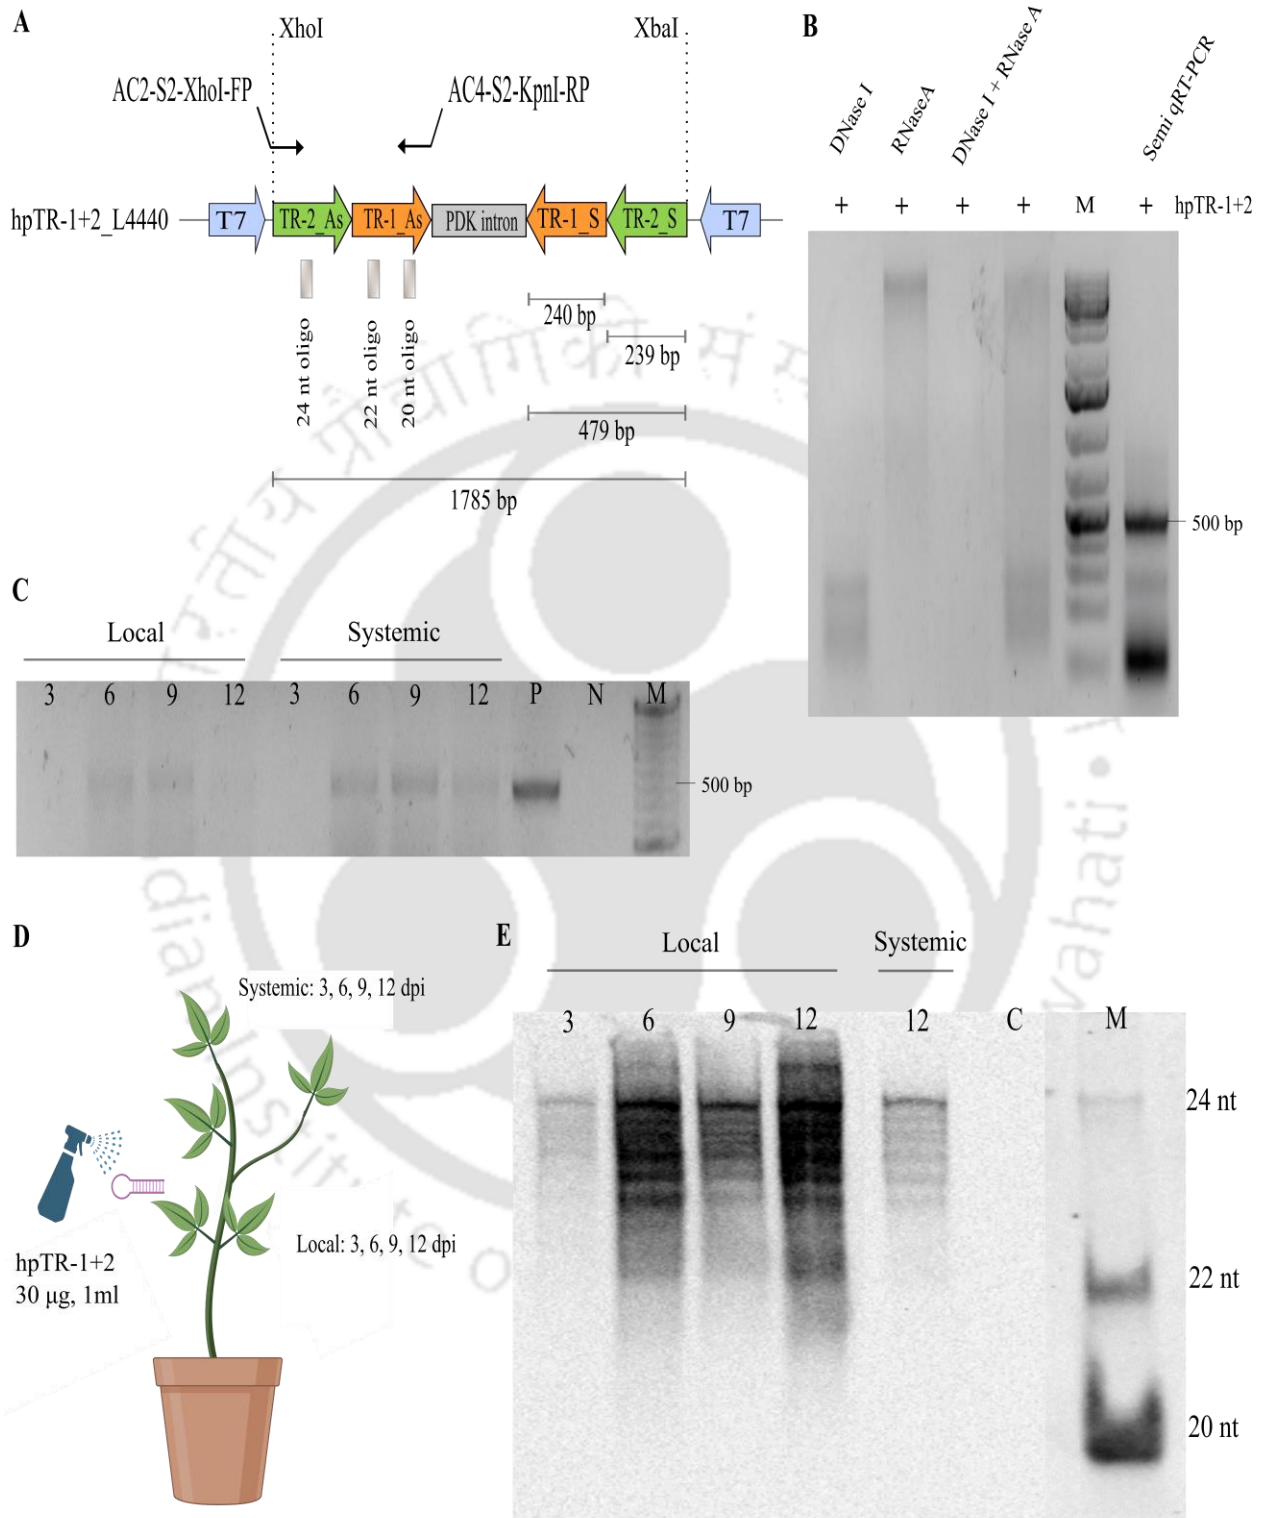 A
XhoI
XbaI
AC2-S2-XhoI-FP
AC4-S2-KpnI-RP
hpTR-1+2_L4440
T7
TR-2_As
TR-1_As
PDK intron
TR-1_S
TR-2_S
T7
24 nt oligo
22 nt oligo
20 nt oligo
240 bp
239 bp
479 bp
1785 bp
B
DNase I
RNaseA
DNase I + RNase A
Semi qRT-PCR
+ + + + M + hpTR-1+2
500 bp
C
Local Systemic
3 6 9 12 3 6 9 12 P N M
500 bp
D
Systemic: 3, 6, 9, 12 dpi
Local: 3, 6, 9, 12 dpi
hpTR-1+2
30 µg, 1ml
E
Local Systemic
3 6 9 12 12 C M
24 nt
22 nt
20 nt